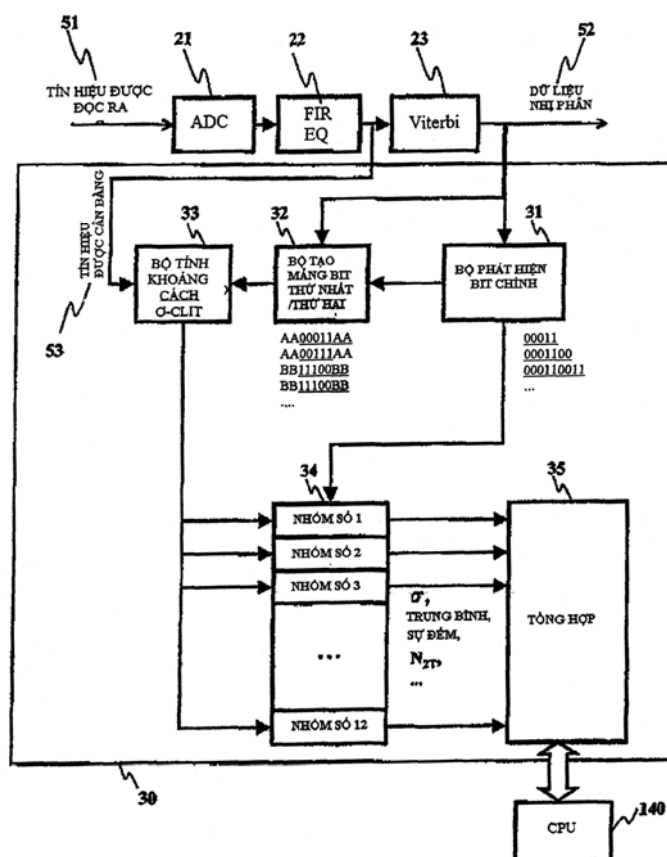 51
21
22
23
52
TÍN HIỆU ĐƯỢC
ĐỌC RA
ADC
FIR
EQ
Viterbi
DỮ LIỆU
NHỊ PHÂN
TÍN HIỆU
ĐƯỢC CÂN BẰNG
53
33
BỘ TÍNH
KHOẢNG
CÁCH
Ơ-CLIT
32
BỘ TẠO
MẢNG BIT
THỨ NHẤT
/THỨ HAI
31
BỘ PHÁT HIỆN
BIT CHÍNH
AA00011AA
AA00111AA
BB11100BB
BB11100BB
....
00011
0001100
000110011
...
34
35
NHÓM SỐ 1
NHÓM SỐ 2
NHÓM SỐ 3
...
NHÓM SỐ 12
σ,
TRUNG BÌNH,
SỰ ĐẾM,
N2T,
...
TỔNG HỢP
30
CPU
140